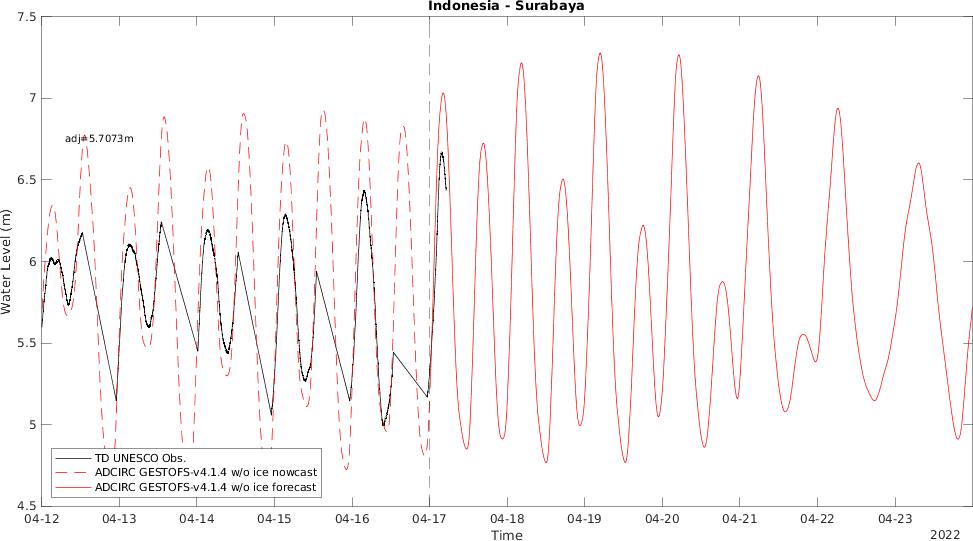 Indonesia - Surabaya
7.5
7
6.5
6
5.5
5
4.5
Water Level (m)
adj=5.7073m
TD UNESCO Obs.
ADCIRC GESTOFS-v4.1.4 w/o ice nowcast
ADCIRC GESTOFS-v4.1.4 w/o ice forecast
04-12 04-13 04-14 04-15 04-16 04-17 04-18 04-19 04-20 04-21 04-22 04-23
Time
2022